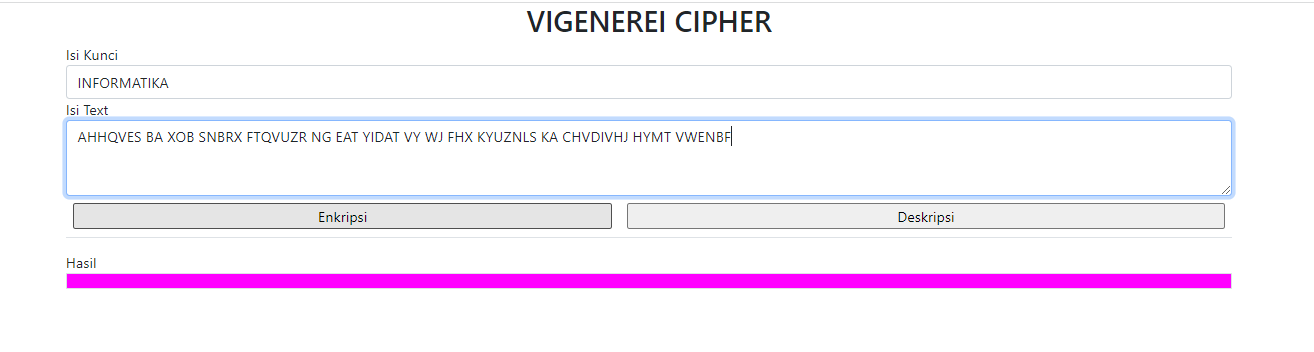 VIGENEREI CIPHER
Isi Kunci
INFORMATIKA
Isi Text
AHHQVES BA XOB SNBRX FTQVUZR NG EAT YIDAT VY WJ FHX KYUZNLS KA CHVDIVHJ HYMT VWENBF
Enkripsi Deskripsi
Hasil